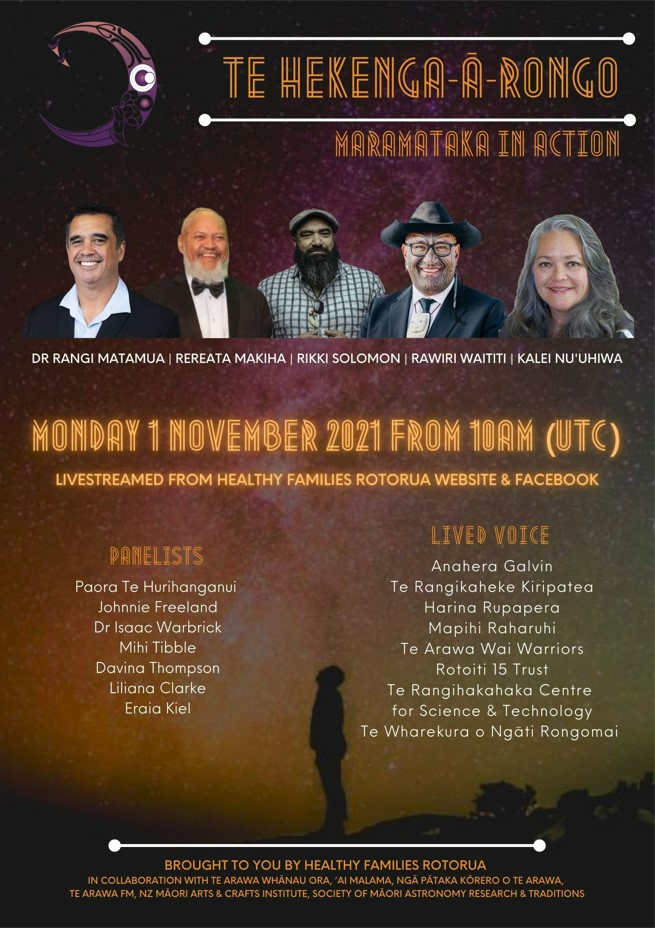 TE HEKENGA-Ā-RONGO
MARAMATAKA IN ACTION
DR RANGI MATAMUA | REREATA MAKIHA | RIKKI SOLOMON | RAWIRI WAITITI | KALEI NU'UHIWA
MONDAY 1 NOVEMBER 2021 FROM 10AM (UTC)
LIVESTREAMED FROM HEALTHY FAMILIES ROTORUA WEBSITE & FACEBOOK
PANELISTS
Paora Te Hurihanganui
Johnnie Freeland
Dr Isaac Warbrick
Mihi Tibble
Davina Thompson
Liliana Clarke
Eraia Kiel
LIVED VOICE
Anahera Galvin
Te Rangikaheke Kiripatea
Harina Rupapera
Mapihi Raharuhi
Te Arawa Wai Warriors
Rotoiti 15 Trust
Te Rangihakahaka Centre
for Science & Technology
Te Wharekura o Ngāti Rongomai
BROUGHT TO YOU BY HEALTHY FAMILIES ROTORUA
IN COLLABORATION WITH TE ARAWA WHĀNAU ORA, 'AI MALAMA, NGĀ PĀTAKA KŌRERO O TE ARAWA,
TE ARAWA FM, NZ MĀORI ARTS & CRAFTS INSTITUTE, SOCIETY OF MĀORI ASTRONOMY RESEARCH & TRADITIONS